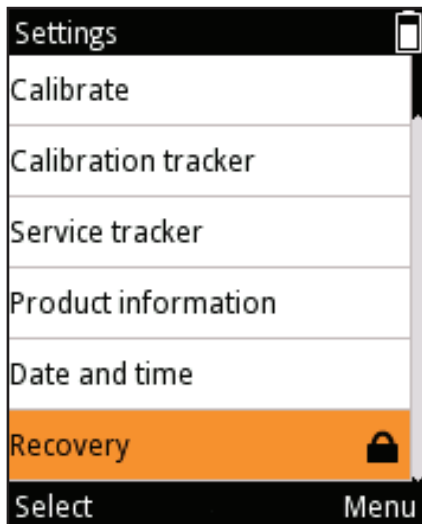 Settings
Calibrate
Calibration tracker
Service tracker
Product information
Date and time
Recovery
Select Menu